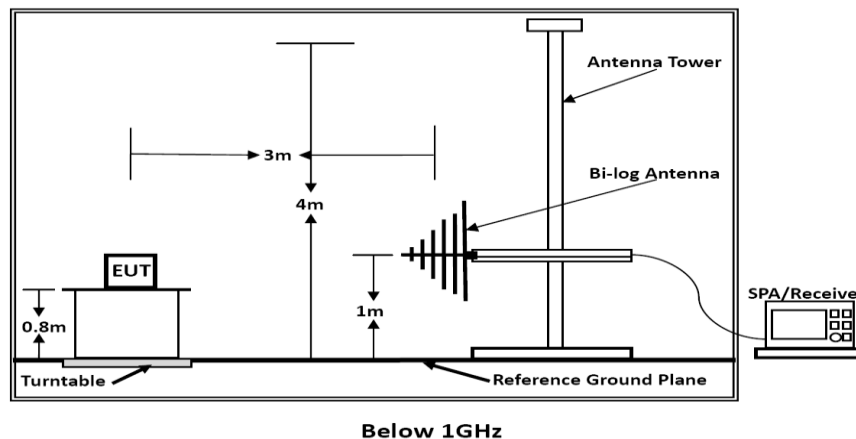 Antenna Tower
3m
Bi-log Antenna
4m
EUT
1m
0.8m
SPA/Receive
Turntable
Reference Ground Plane
Below 1GHz